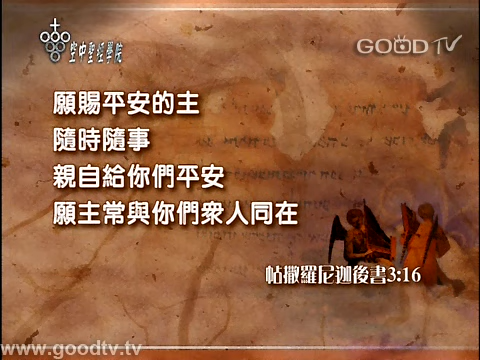 空中聖經學院
GOOD TV
願賜平安的主
隨時隨事
親自給你們平安
願主常與你們眾人同在
帖撒羅尼迦後書3:16
www.goodtv.tv